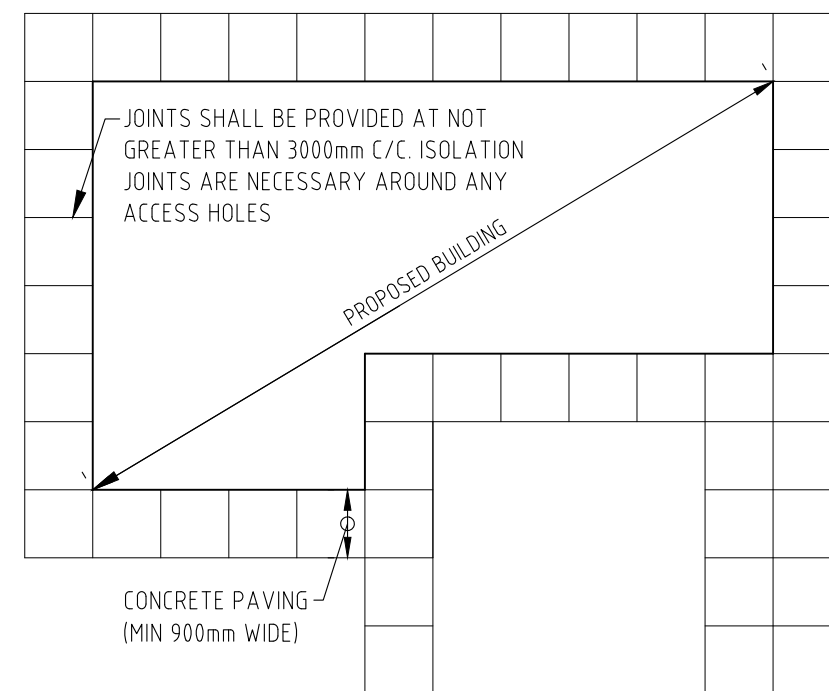 JOINTS SHALL BE PROVIDED AT NOT
GREATER THAN 3000mm C/C. ISOLATION
JOINTS ARE NECESSARY AROUND ANY
ACCESS HOLES
PROPOSED BUILDING
CONCRETE PAVING
(MIN 900mm WIDE)